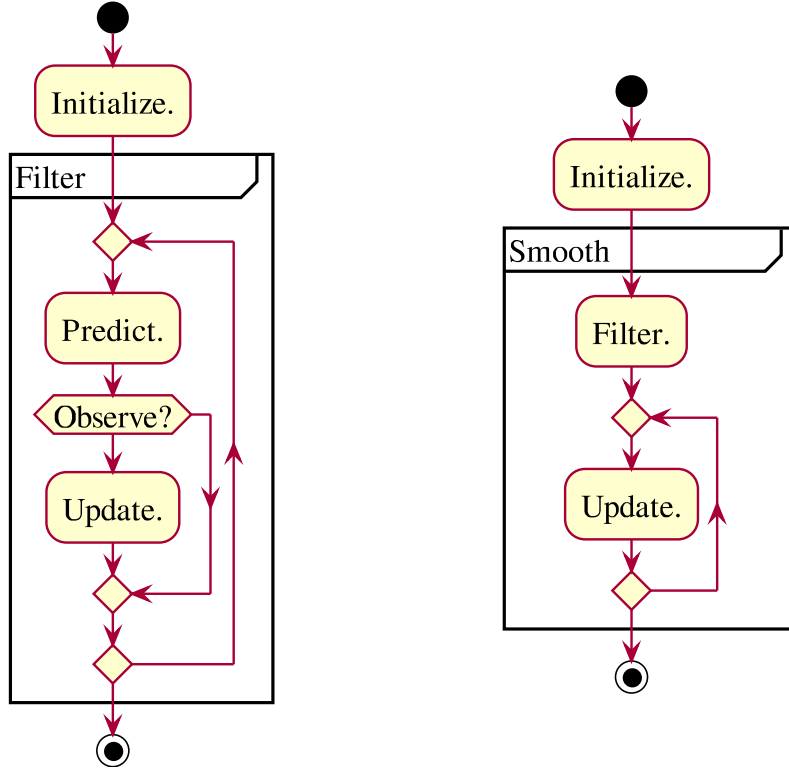 Initialize.
Filter
Predict.
Observe?
Update.
Initialize.
Smooth
Filter.
Update.